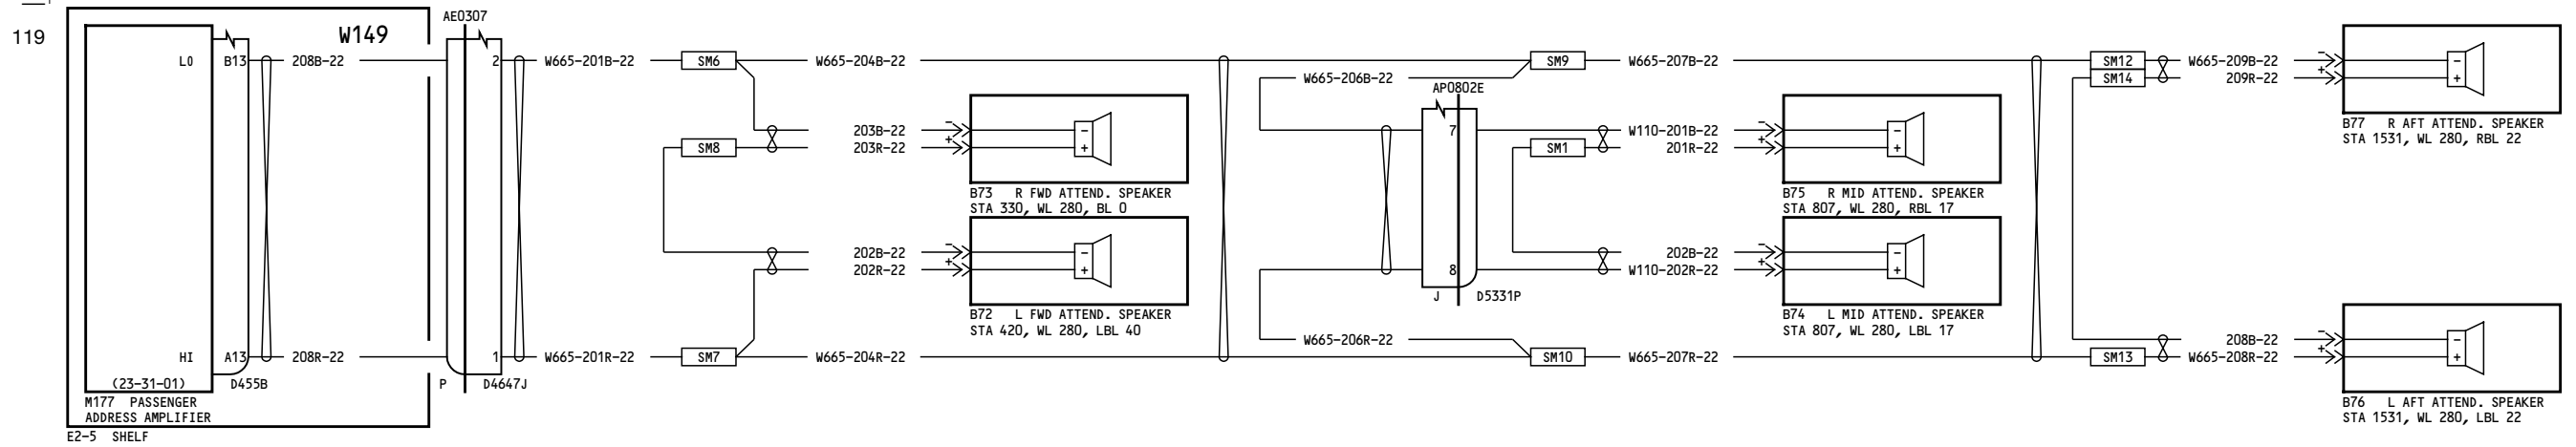 119
W149
AE0307
LO B13 208B-22 2 W665-201B-22 SM6 W665-204B-22 SM9 W665-207B-22 SM12 W665-209B-22 − −
SM14 209R-22 + +
W665-206B-22
AP0802E
203B-22 − − 7 W110-201B-22 − −
SM8 203R-22 + + SM1 201R-22 + +
B77 R AFT ATTEND. SPEAKER
STA 1531, WL 280, RBL 22
B73 R FWD ATTEND. SPEAKER
STA 330, WL 280, BL 0
B75 R MID ATTEND. SPEAKER
STA 807, WL 280, RBL 17
202B-22 − − 202B-22 − −
202R-22 + + 8 W110-202R-22 + +
J D5331P
B72 L FWD ATTEND. SPEAKER
STA 420, WL 280, LBL 40
B74 L MID ATTEND. SPEAKER
STA 807, WL 280, LBL 17
W665-206R-22
208B-22 − −
HI A13 208R-22 1 W665-201R-22 SM7 W665-204R-22 SM10 W665-207R-22 SM13 W665-208R-22 + +
(23-31-01) D455B P D4647J
M177 PASSENGER
ADDRESS AMPLIFIER
E2-5 SHELF
B76 L AFT ATTEND. SPEAKER
STA 1531, WL 280, LBL 22